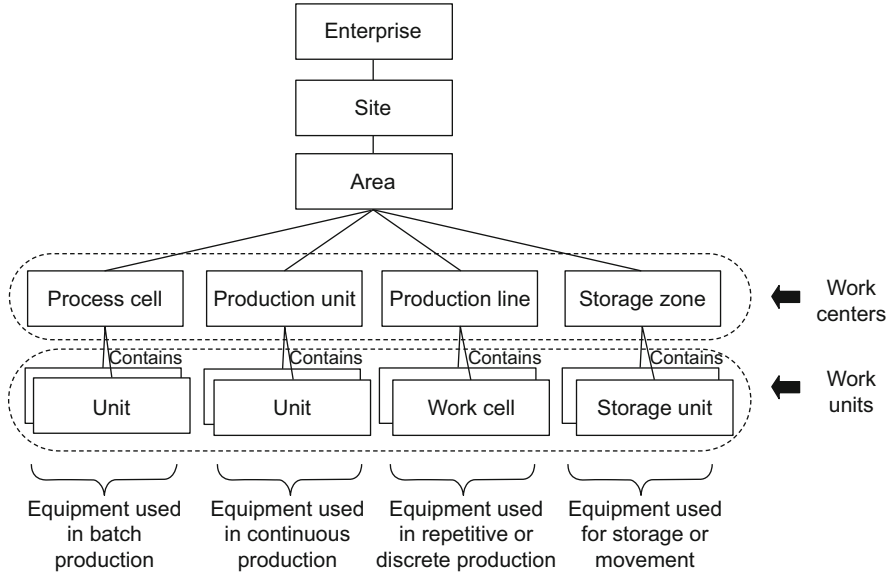 Enterprise
Site
Area
Process cell
Production unit
Production line
Storage zone
Work
centers
Contains
Contains
Contains
Contains
Unit
Unit
Work cell
Storage unit
Work
units
Equipment used
in batch
production
Equipment used
in continuous
production
Equipment used
in repetitive or
discrete production
Equipment used
for storage or
movement